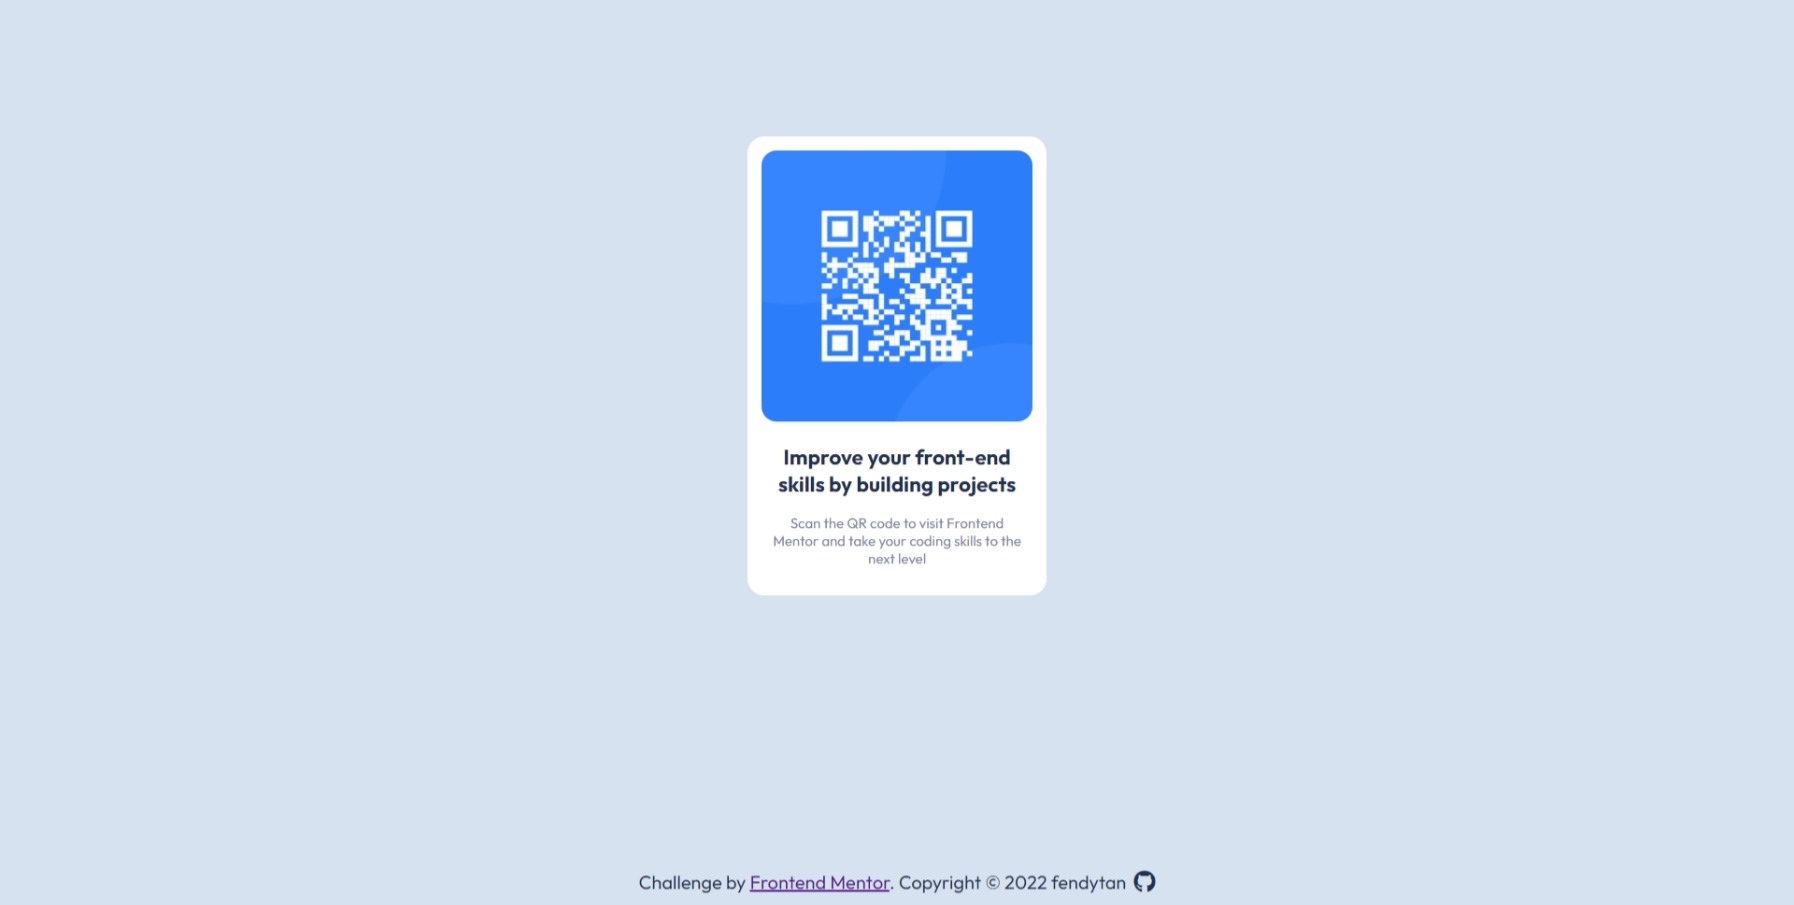 Improve your front-end
skills by building projects
Scan the QR code to visit Frontend
Mentor and take your coding skills to the
next level
Challenge by Frontend Mentor. Copyright © 2022 fendytan